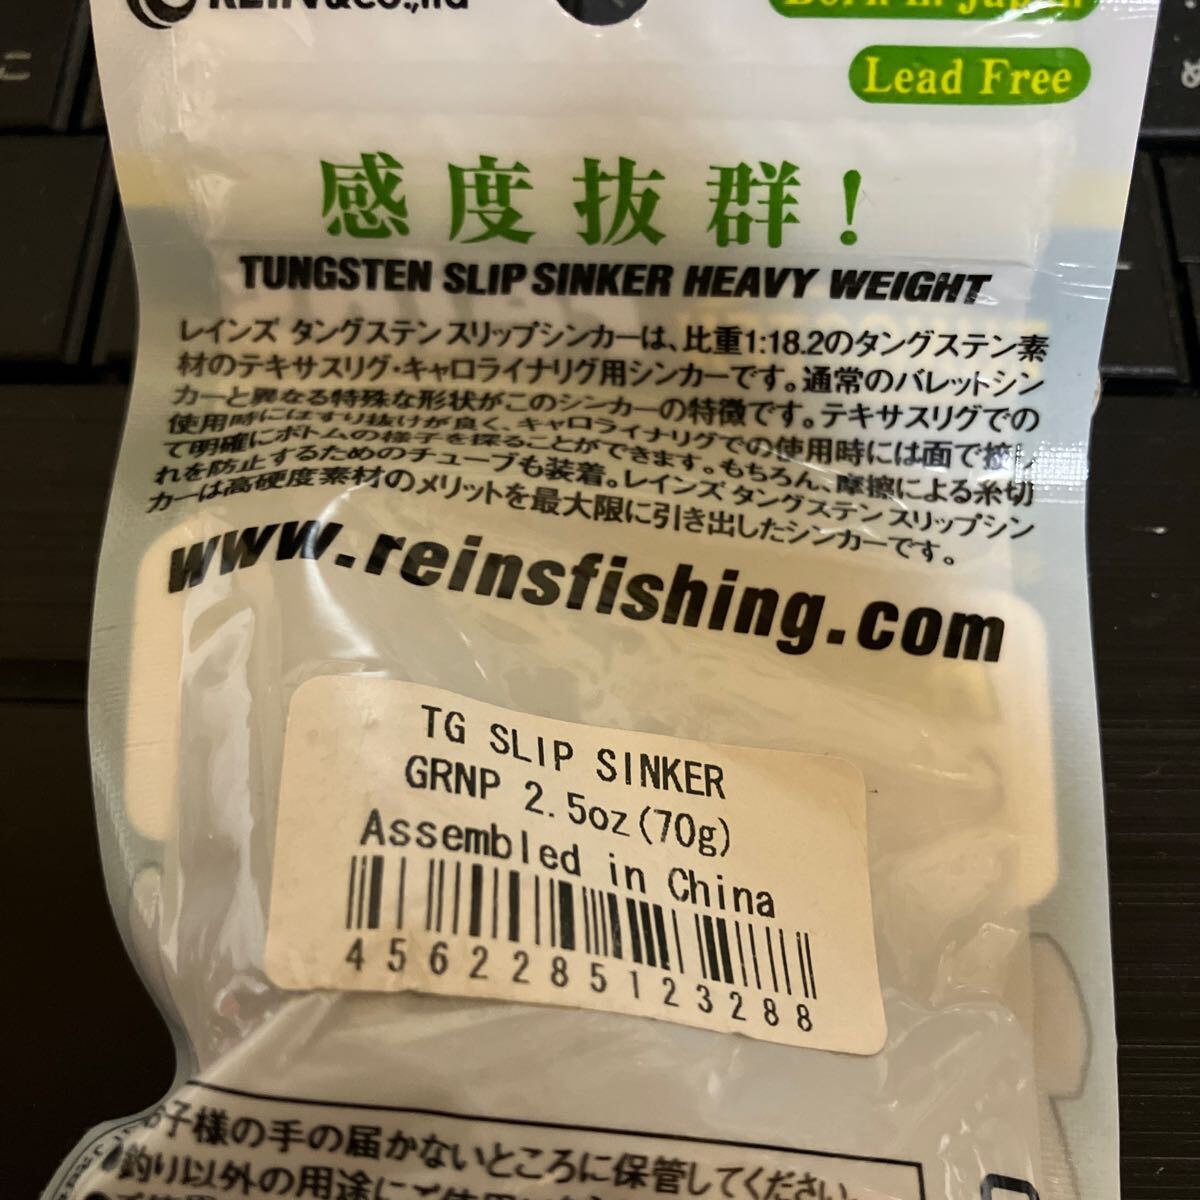 REIN&co.,ltd
Born in Japan
Lead Free
感度抜群!
TUNGSTEN SLIP SINKER HEAVY WEIGHT
レインズ タングステンスリップシンカーは、比重1:18.2のタングステン素
材のテキサスリグ・キャロライナリグ用シンカーです。通常のバレットシン
カーと異なる特殊な形状がこのシンカーの特徴です。テキサスリグでの
使用時にはすり抜けが良く、キャロライナリグでの使用時には面で
て明確にボトムの様子を探ることができます。もちろん、摩擦による糸切
れを防止するためのチューブも装着。レインズ タングステンスリップシン
カーは高硬度素材のメリットを最大限に引き出したシンカーです。
www.reinsfishing.com
TG SLIP SINKER
GRNP 2.5oz(70g)
Assembled in China
4562285123288
お子様の手の届かないところに保管してください。
●釣り以外の用途に